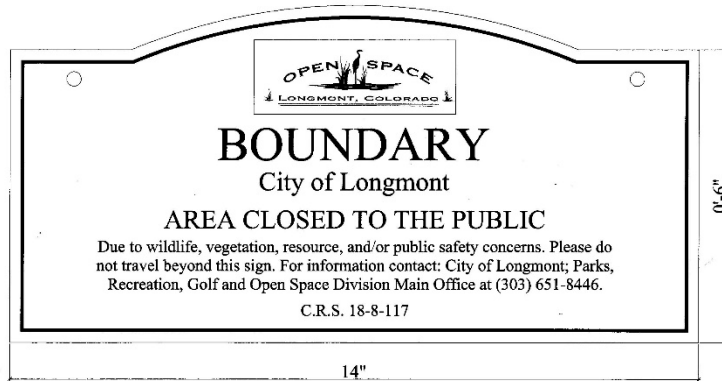 OPEN SPACE
LONGMONT, COLORADO
BOUNDARY
City of Longmont
AREA CLOSED TO THE PUBLIC
Due to wildlife, vegetation, resource, and/or public safety concerns. Please do
not travel beyond this sign. For information contact: City of Longmont; Parks,
Recreation, Golf and Open Space Division Main Office at (303) 651-8446.
C.R.S. 18-8-117
0'-6"
14"